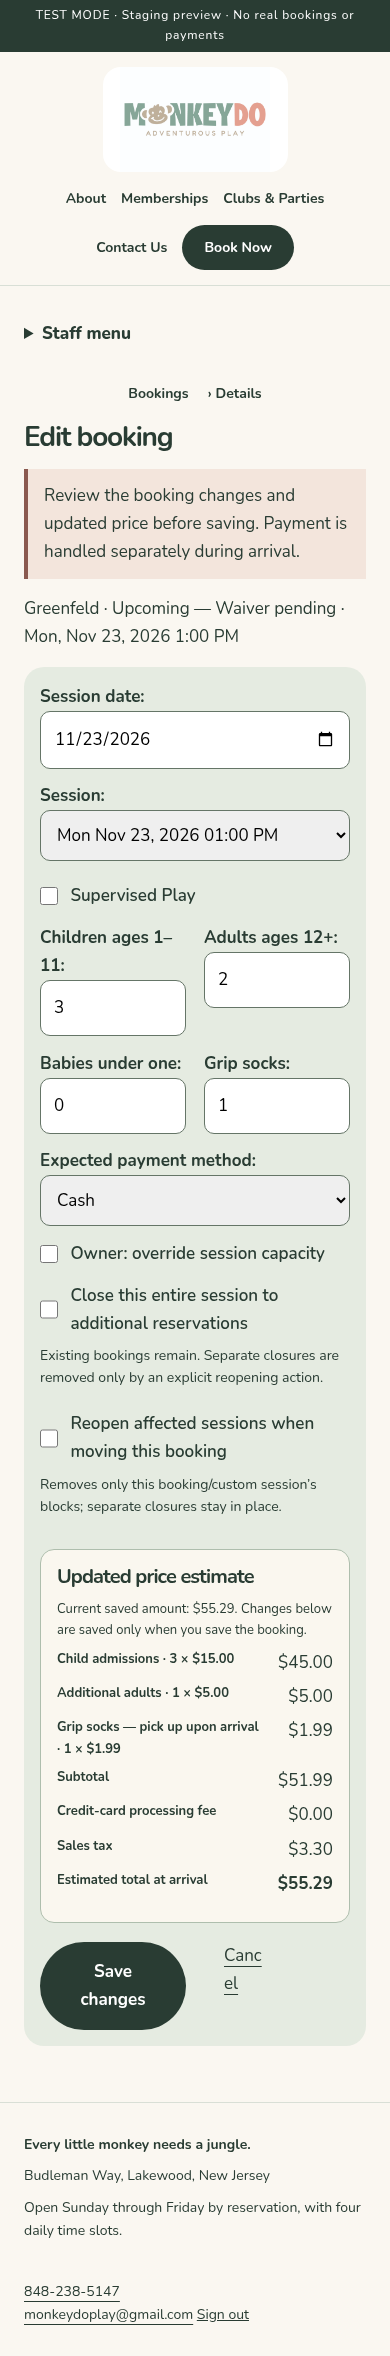 TEST MODE · Staging preview · No real bookings or
payments
MONKEYDO
ADVENTUROUS PLAY
About Memberships Clubs & Parties
Contact Us Book Now
▶ Staff menu
Bookings › Details
Edit booking
Review the booking changes and
updated price before saving. Payment is
handled separately during arrival.
Greenfeld · Upcoming — Waiver pending ·
Mon, Nov 23, 2026 1:00 PM
Session date:
11/23/2026
Session:
Mon Nov 23, 2026 01:00 PM
Supervised Play
Children ages 1–
11:
3
Adults ages 12+:
2
Babies under one:
0
Grip socks:
1
Expected payment method:
Cash
Owner: override session capacity
Close this entire session to
additional reservations
Existing bookings remain. Separate closures are
removed only by an explicit reopening action.
Reopen affected sessions when
moving this booking
Removes only this booking/custom session's
blocks; separate closures stay in place.
Updated price estimate
Current saved amount: $55.29. Changes below
are saved only when you save the booking.
Child admissions · 3 × $15.00 $45.00
Additional adults · 1 × $5.00 $5.00
Grip socks — pick up upon arrival $1.99
· 1 × $1.99
Subtotal $51.99
Credit-card processing fee $0.00
Sales tax $3.30
Estimated total at arrival $55.29
Save
changes
Canc
el
Every little monkey needs a jungle.
Budleman Way, Lakewood, New Jersey
Open Sunday through Friday by reservation, with four
daily time slots.
848-238-5147
monkeydoplay@gmail.com Sign out